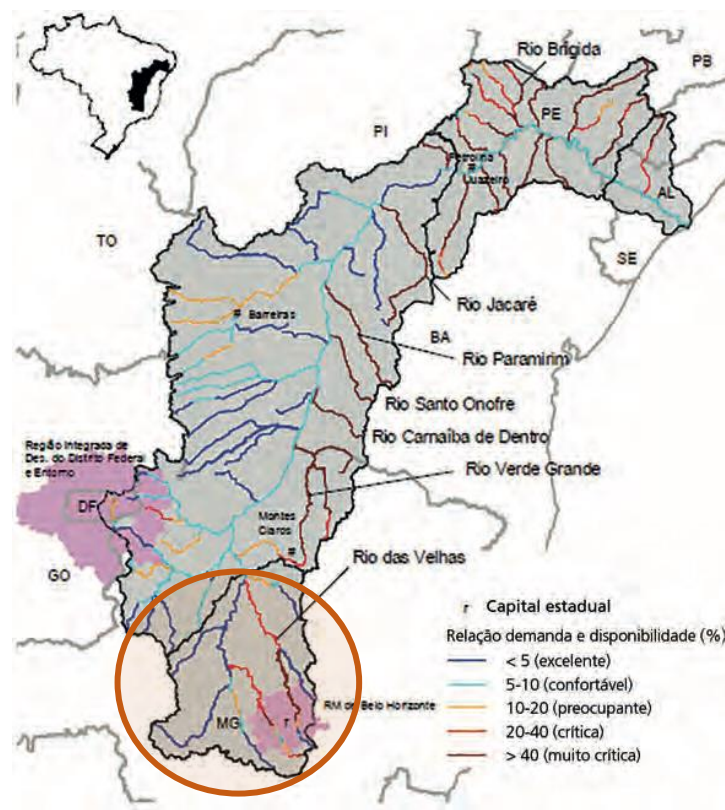 Rio Brígida
PB
PE
PI
Petrolina
Juazeiro
AL
TO
SE
Rio Jacaré
Barreiras
BA
Rio Paramirim
Rio Santo Onofre
Rio Carnaíba de Dentro
Região Integrada de
Des. do Distrito Federal
e Entorno
Rio Verde Grande
DF
Montes
Claros
Rio das Velhas
GO
r Capital estadual
Relação demanda e disponibilidade (%)
< 5 (excelente)
5-10 (confortável)
10-20 (preocupante)
20-40 (crítica)
> 40 (muito crítica)
RM de Belo Horizonte
MG
r